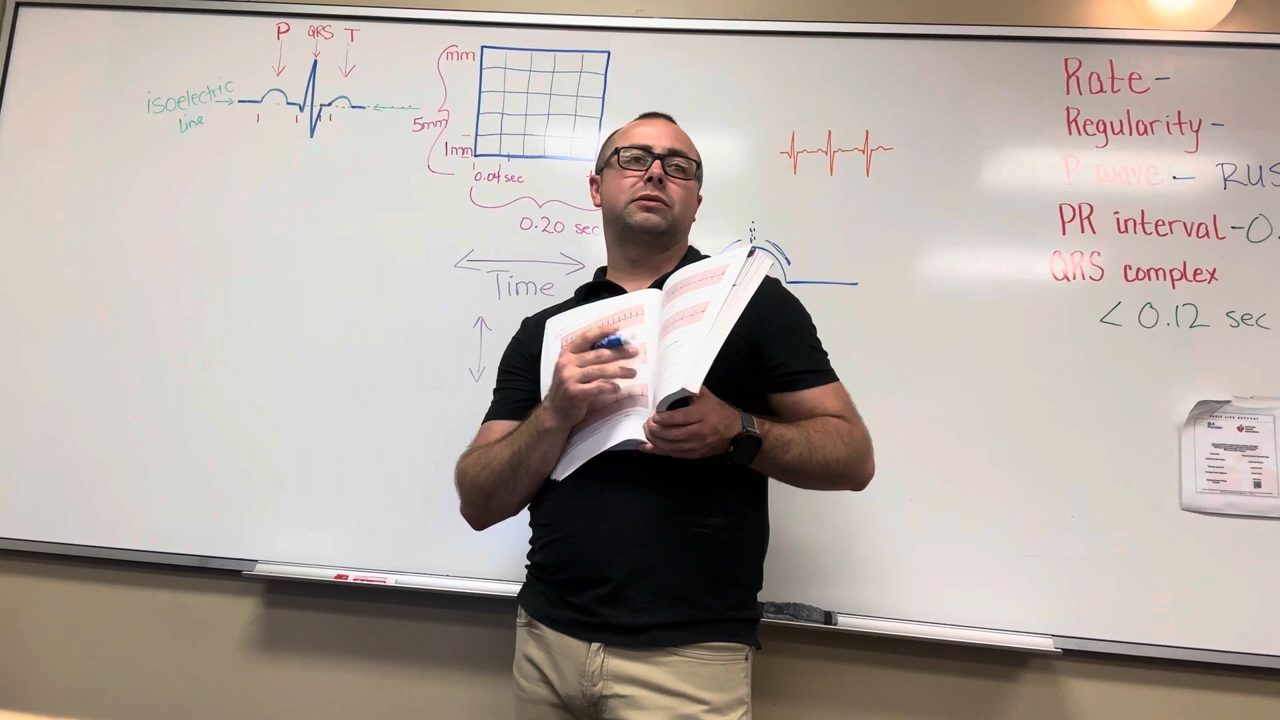 P QRS T
isoelectric
line
mm
5mm
1mm
0.04 sec
0.20 sec
Time
Rate-
Regularity-
P wave - RUS
PR interval-0.
QRS complex
< 0.12 sec